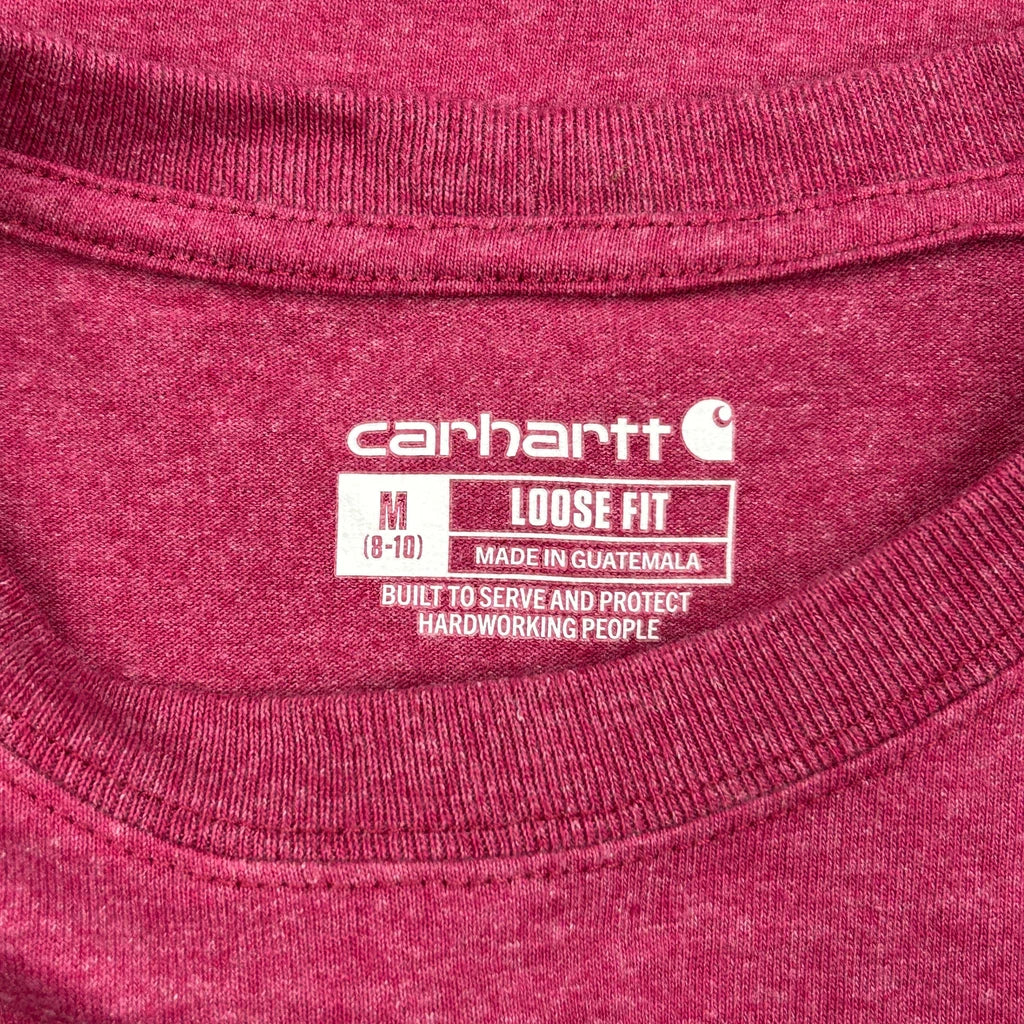 carhartt
M
(8-10)
LOOSE FIT
MADE IN GUATEMALA
BUILT TO SERVE AND PROTECT
HARDWORKING PEOPLE